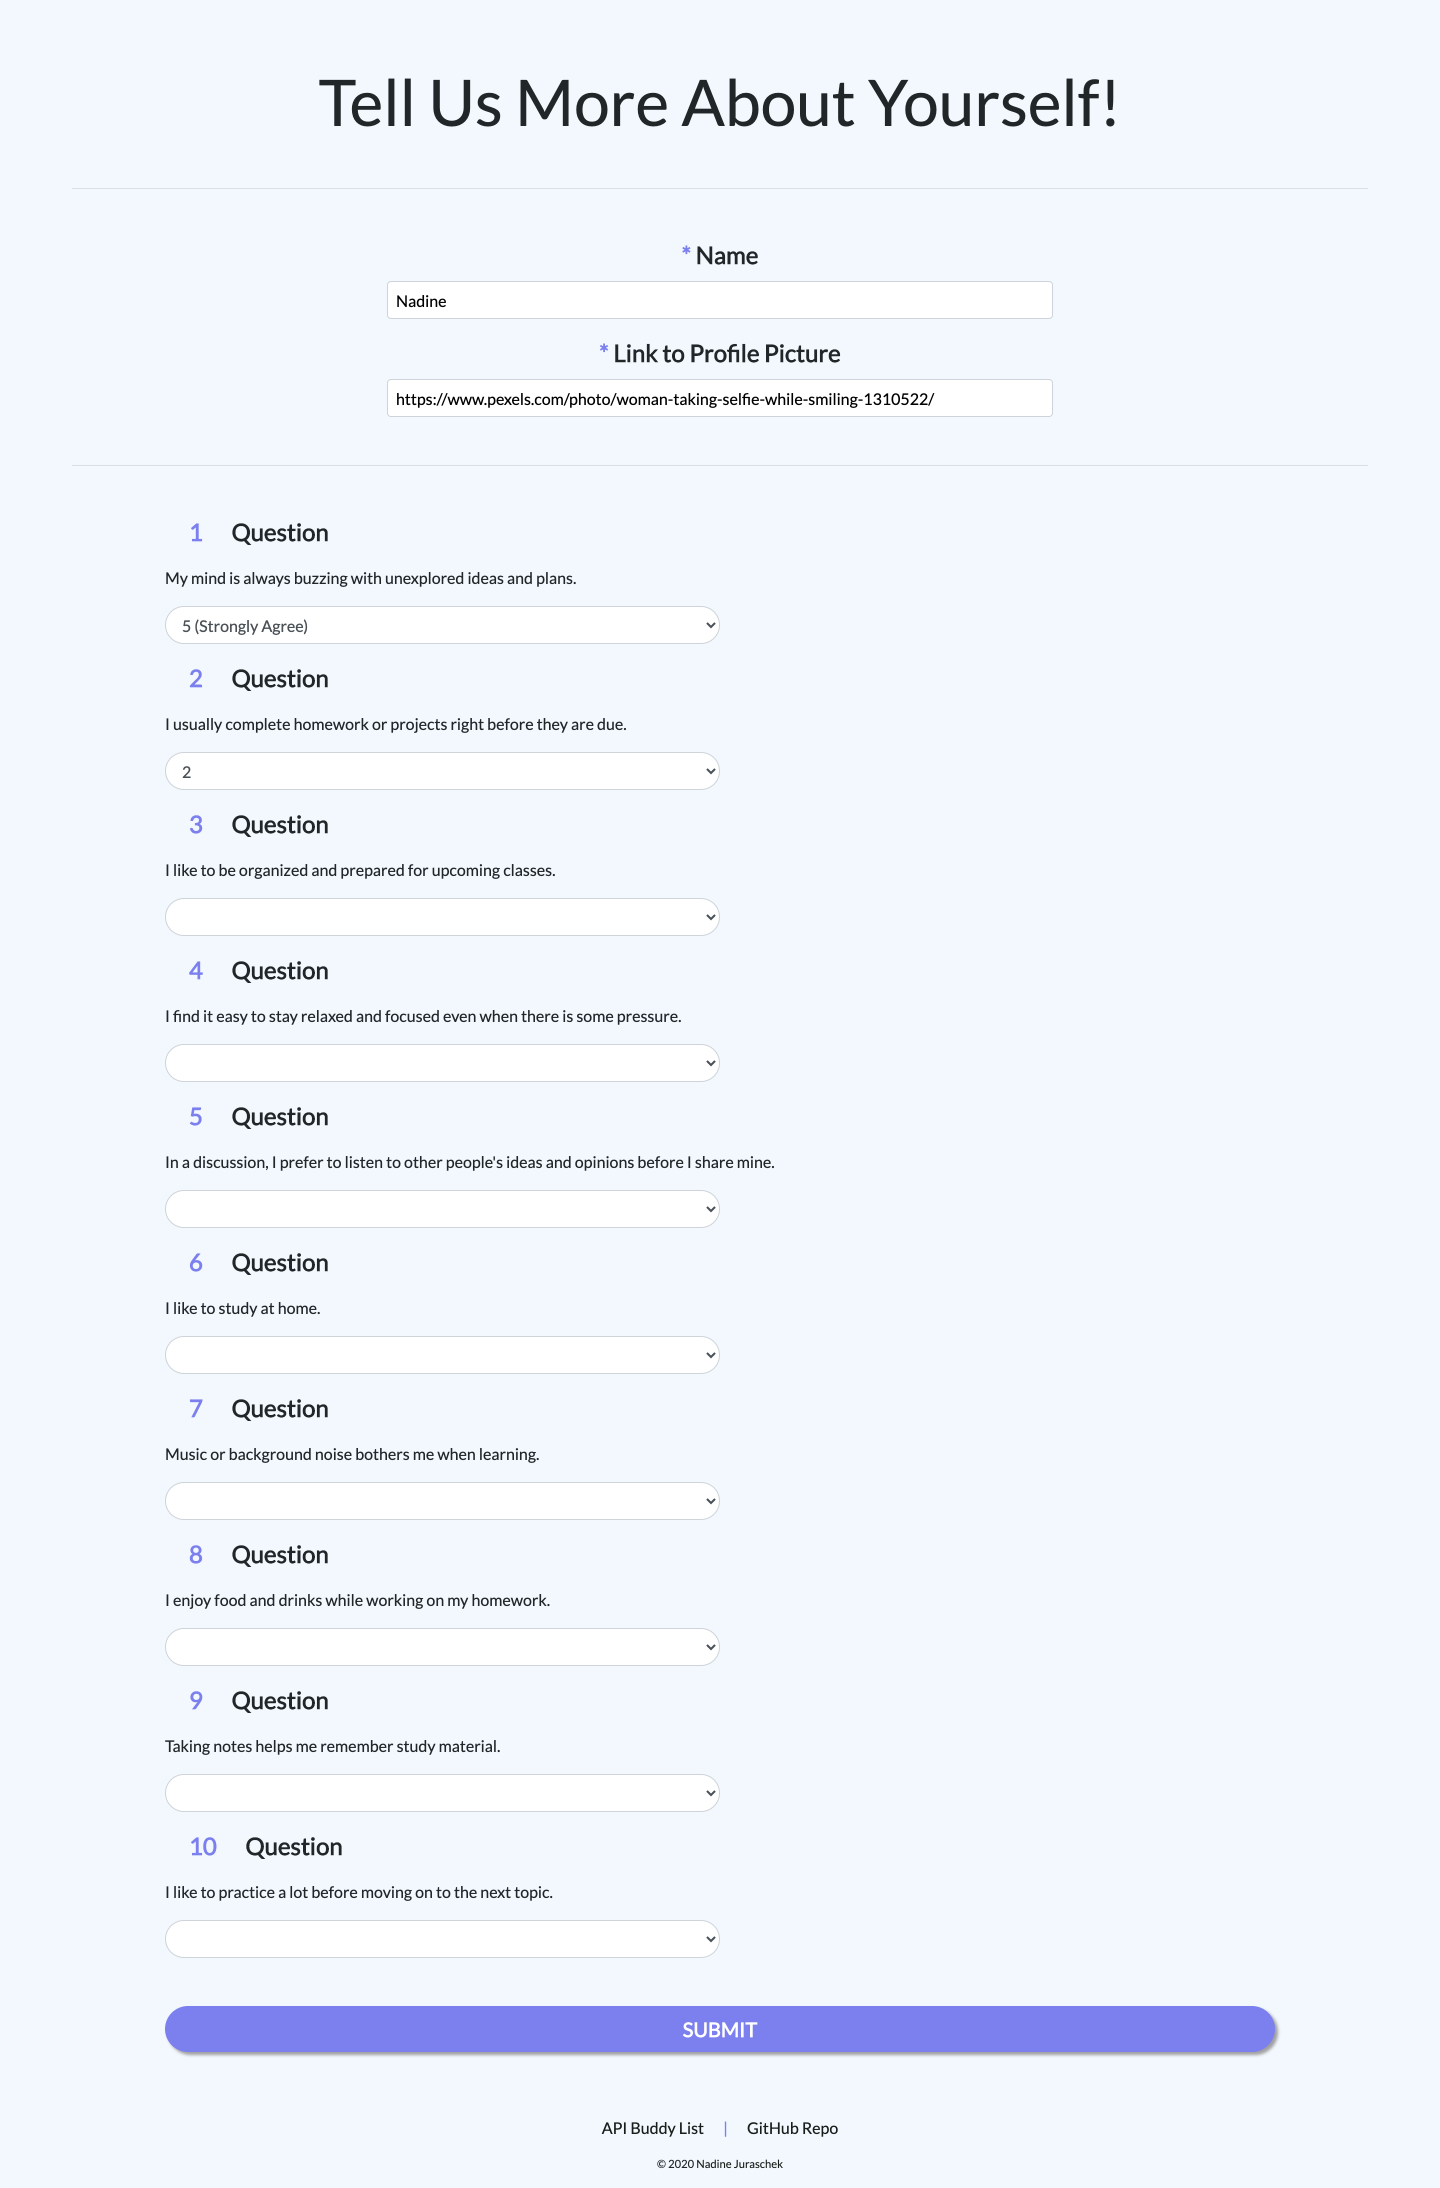 Tell Us More About Yourself!
* Name
Nadine
* Link to Profile Picture
https://www.pexels.com/photo/woman-taking-selfie-while-smiling-1310522/
1 Question
My mind is always buzzing with unexplored ideas and plans.
5 (Strongly Agree)
2 Question
I usually complete homework or projects right before they are due.
2
3 Question
I like to be organized and prepared for upcoming classes.
4 Question
I find it easy to stay relaxed and focused even when there is some pressure.
5 Question
In a discussion, I prefer to listen to other people's ideas and opinions before I share mine.
6 Question
I like to study at home.
7 Question
Music or background noise bothers me when learning.
8 Question
I enjoy food and drinks while working on my homework.
9 Question
Taking notes helps me remember study material.
10 Question
I like to practice a lot before moving on to the next topic.
SUBMIT
API Buddy List | GitHub Repo
© 2020 Nadine Juraschek